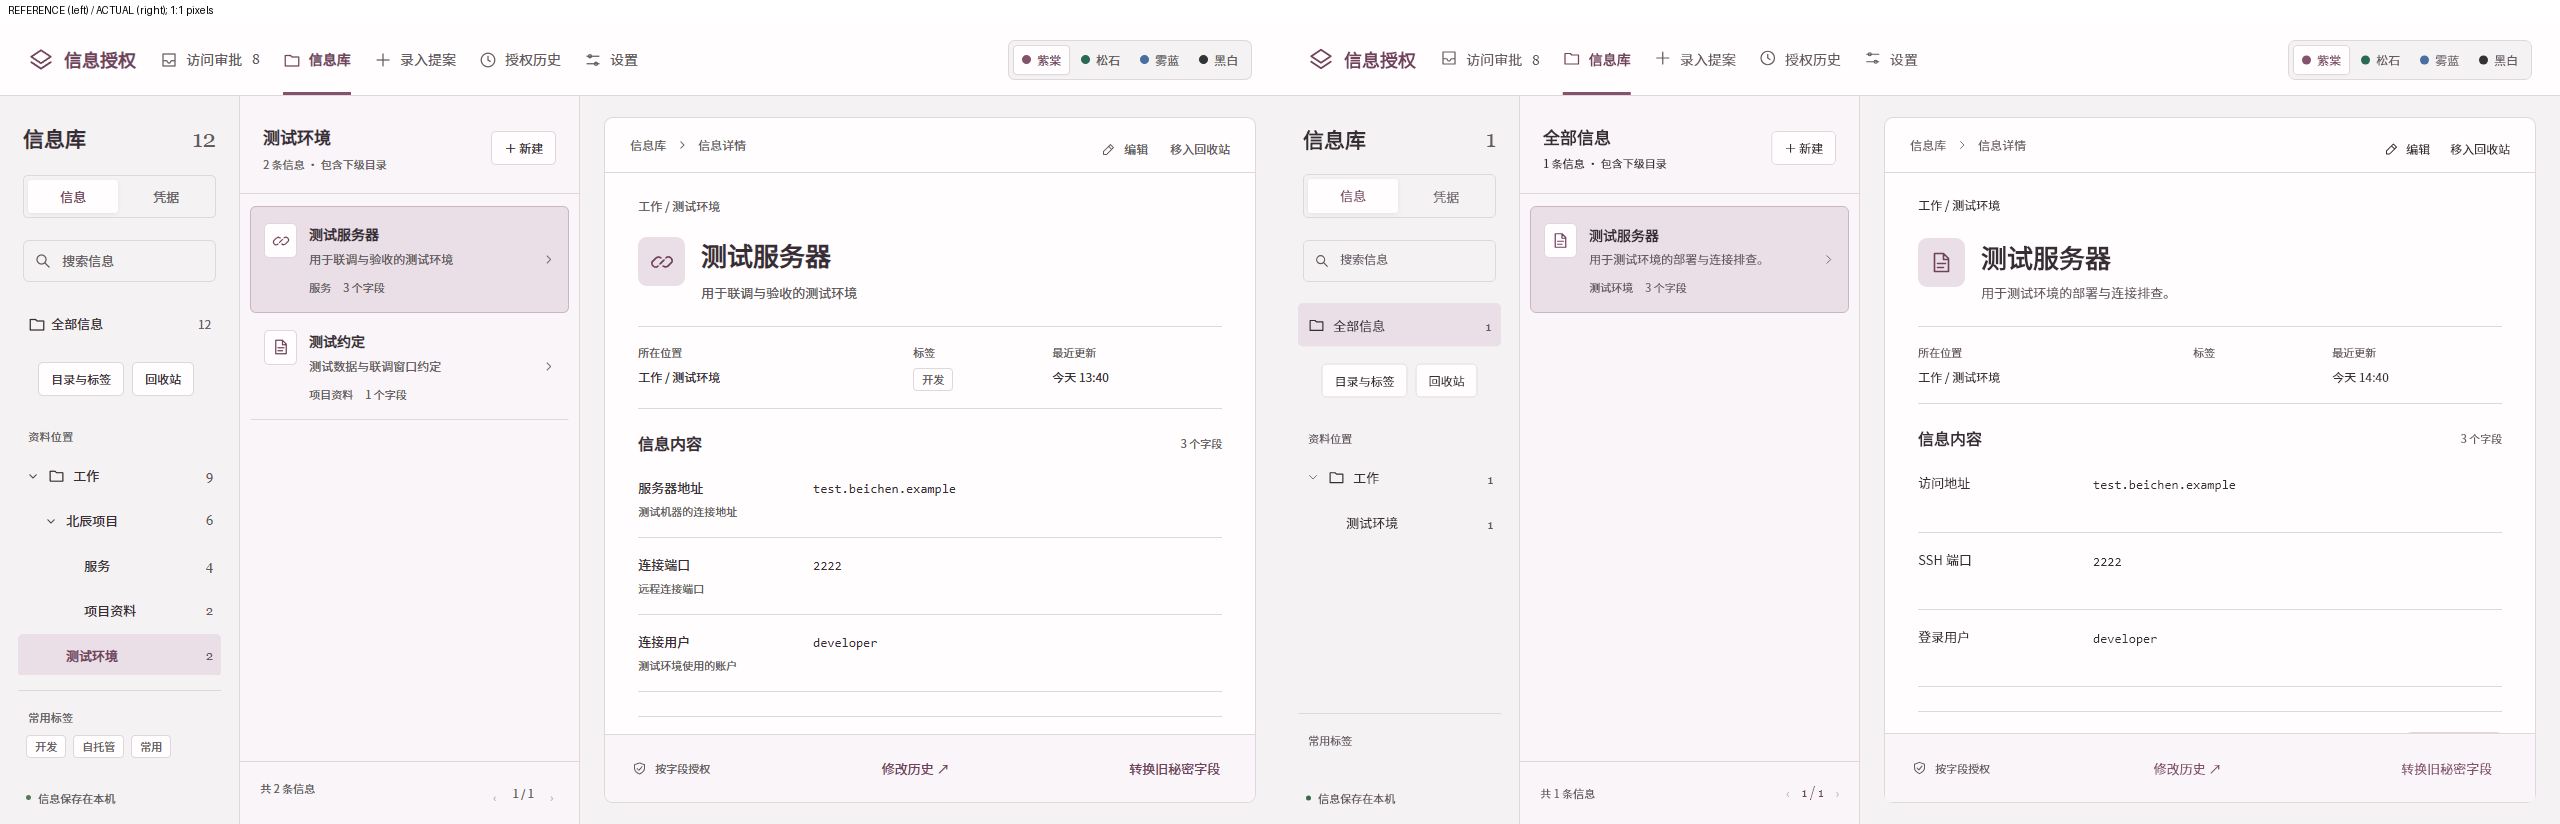 REFERENCE (left) / ACTUAL (right); 1:1 pixels
信息授权 访问审批 8 信息库 录入提案 授权历史 设置 紫棠 松石 雾蓝 黑白
信息库 12
信息 凭据
搜索信息
全部信息 12
目录与标签 回收站
资料位置
工作 9
北辰项目 6
服务 4
项目资料 2
测试环境 2
常用标签
开发 自托管 常用
信息保存在本机
测试环境
2 条信息 · 包含下级目录
+ 新建
测试服务器
用于联调与验收的测试环境
服务 3 个字段
测试约定
测试数据与联调窗口约定
项目资料 1 个字段
共 2 条信息 ‹ 1 / 1 ›
信息库 > 信息详情 编辑 移入回收站
工作 / 测试环境
测试服务器
用于联调与验收的测试环境
所在位置 标签 最近更新
工作 / 测试环境 开发 今天 13:40
信息内容 3 个字段
服务器地址 test.beichen.example
测试机器的连接地址
连接端口 2222
远程连接端口
连接用户 developer
测试环境使用的账户
按字段授权 修改历史 ↗ 转换旧秘密字段
信息授权 访问审批 8 信息库 录入提案 授权历史 设置 紫棠 松石 雾蓝 黑白
信息库 1
信息 凭据
搜索信息
全部信息 1
目录与标签 回收站
资料位置
工作 1
测试环境 1
常用标签
信息保存在本机
全部信息
1 条信息 · 包含下级目录
+ 新建
测试服务器
用于测试环境的部署与连接排查。
测试环境 3 个字段
共 1 条信息 ‹ 1 / 1 ›
信息库 > 信息详情 编辑 移入回收站
工作 / 测试环境
测试服务器
用于测试环境的部署与连接排查。
所在位置 标签 最近更新
工作 / 测试环境 今天 14:40
信息内容 3 个字段
访问地址 test.beichen.example
SSH 端口 2222
登录用户 developer
按字段授权 修改历史 ↗ 转换旧秘密字段